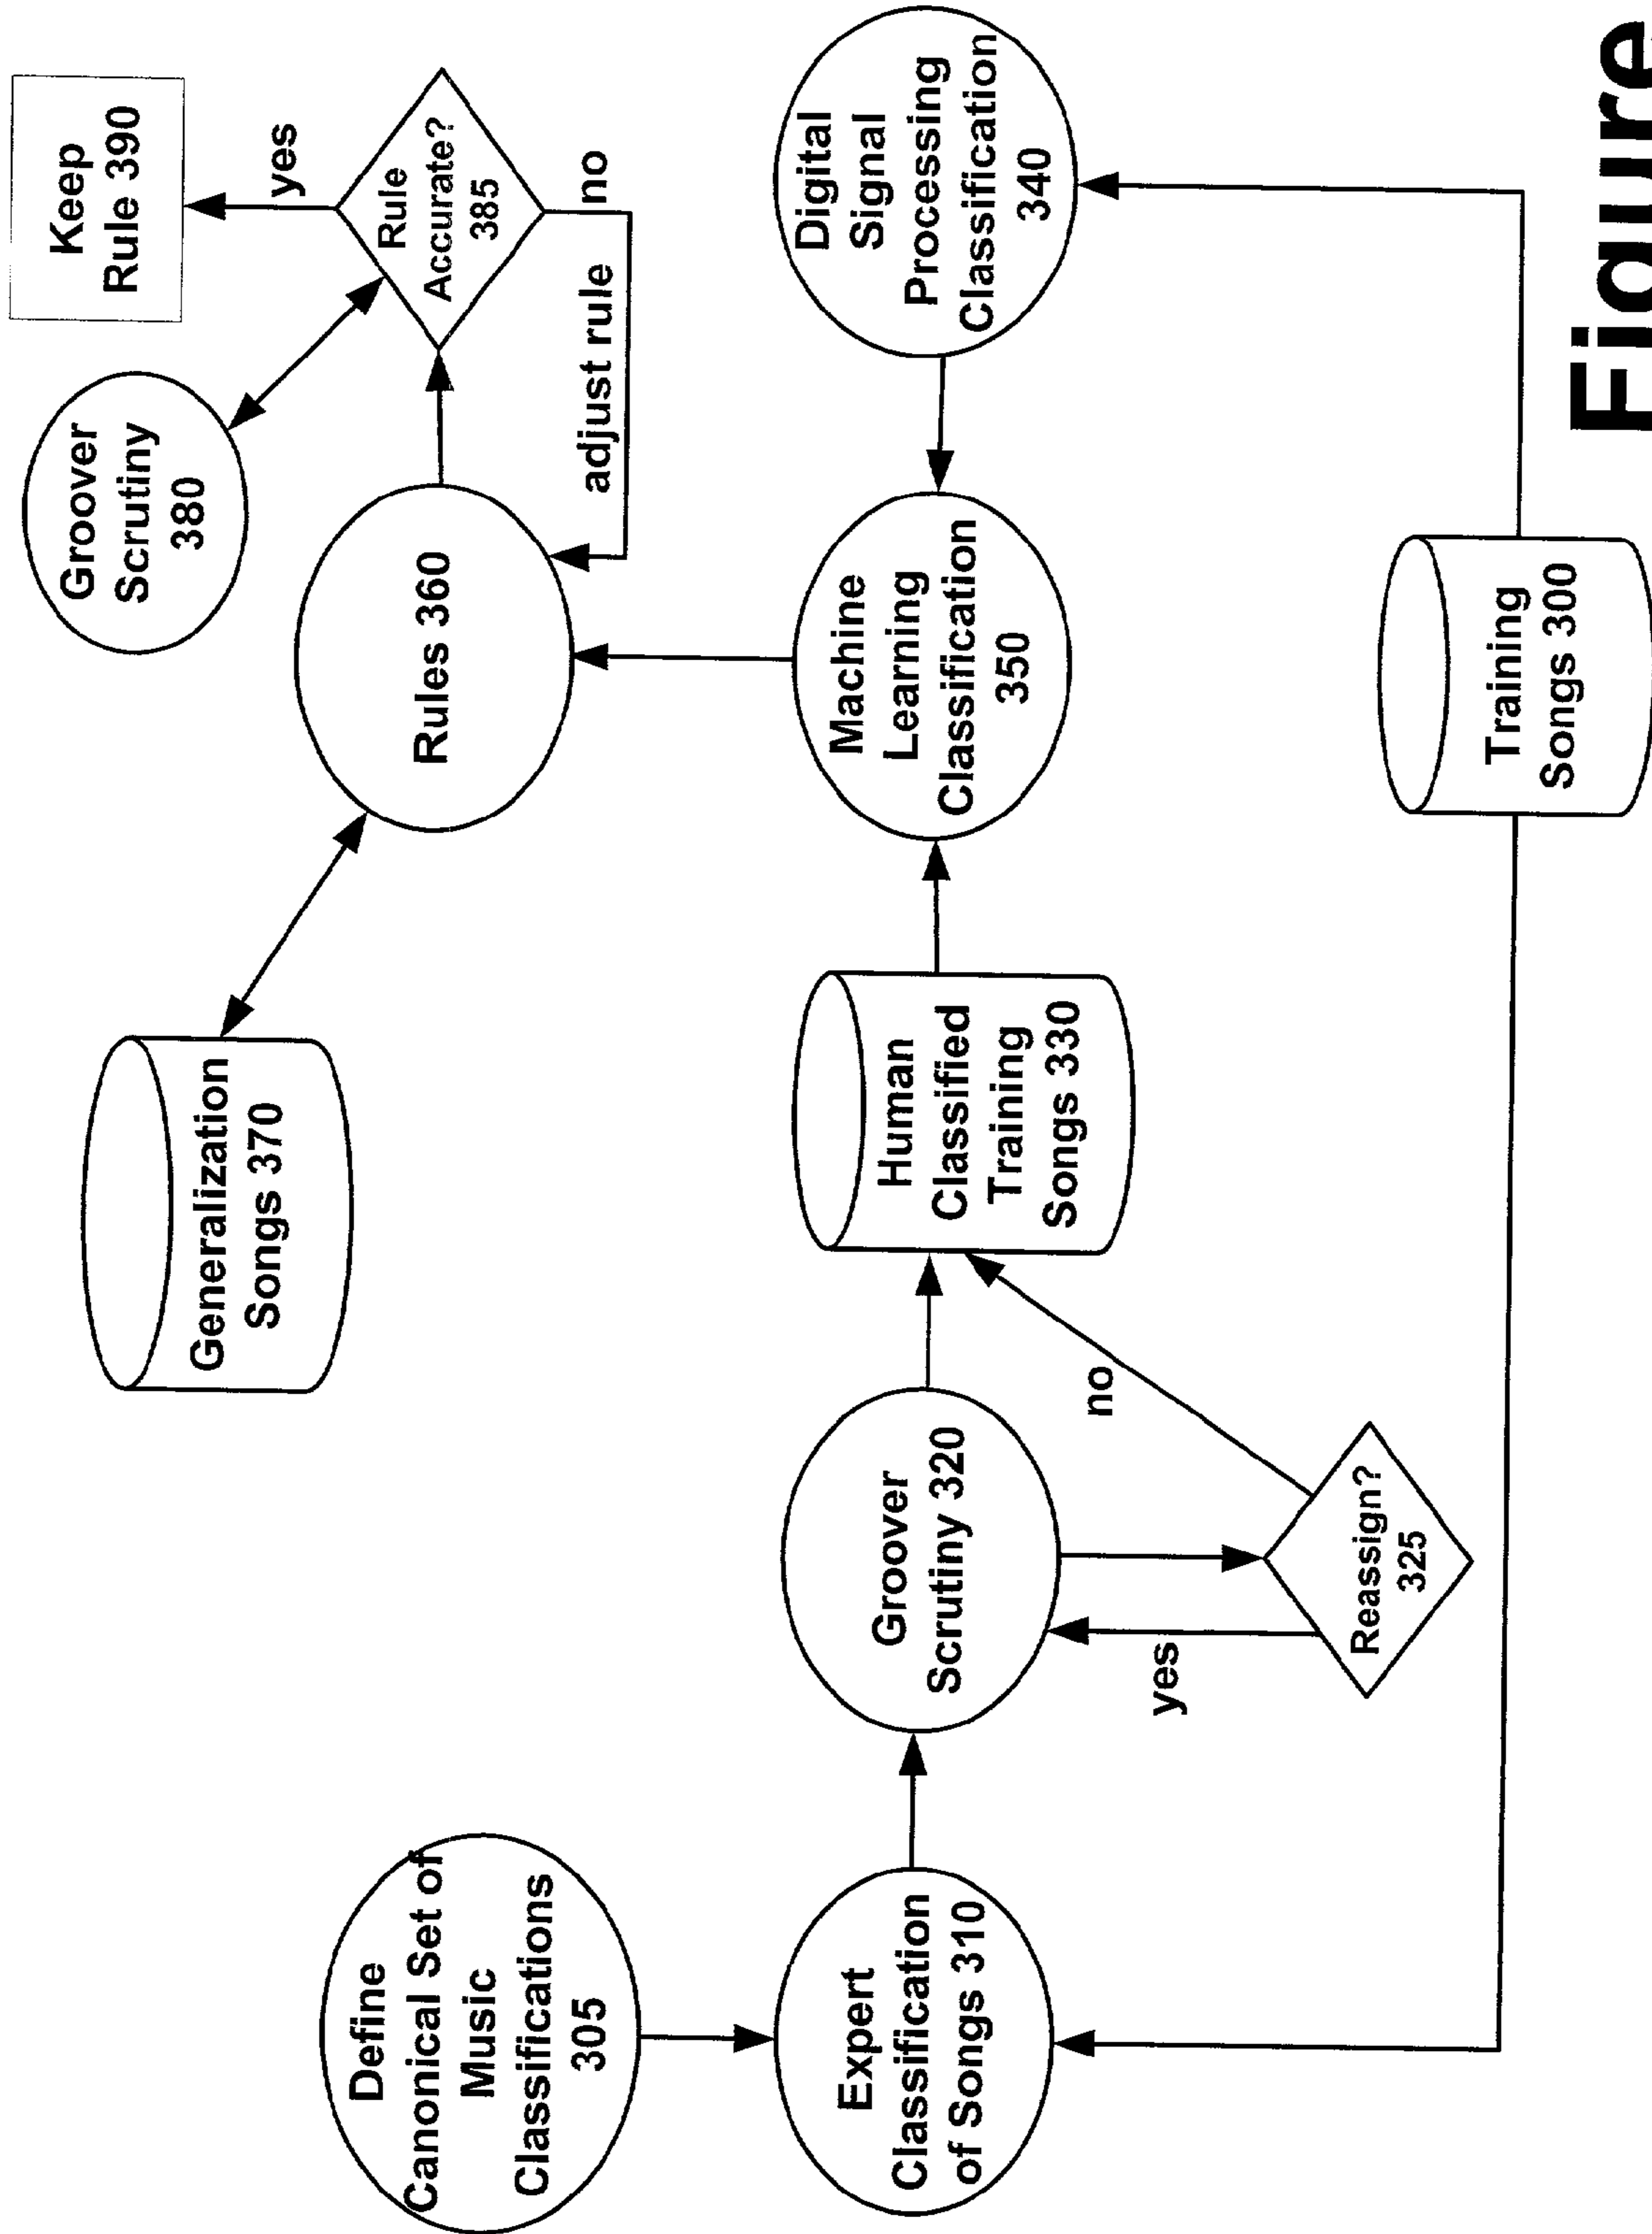 Define
Canonical Set of
Music
Classifications
305
Expert
Classification
of Songs 310
Groover
Scrutiny 320
yes
no
Reassign?
325
Human
Classified
Training
Songs 330
Generalization
Songs 370
Rules 360
Machine
Learning
Classification
350
Training
Songs 300
Groover
Scrutiny
380
Keep
Rule 390
yes
Rule
Accurate?
385
no
adjust rule
Digital
Signal
Processing
Classification
340
Figure